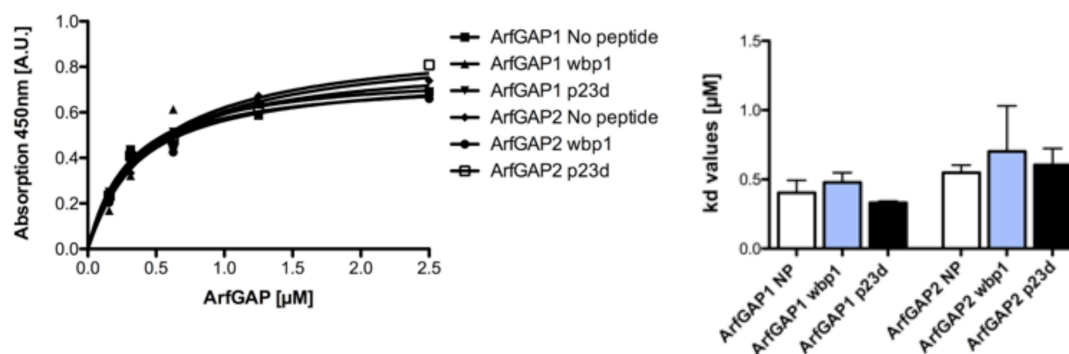 Absorption 450nm [A.U.]
1.0
0.8
0.6
0.4
0.2
0.0
0.0 0.5 1.0 1.5 2.0 2.5
ArfGAP [µM]
ArfGAP1 No peptide
ArfGAP1 wbp1
ArfGAP1 p23d
ArfGAP2 No peptide
ArfGAP2 wbp1
ArfGAP2 p23d
kd values [µM]
1.5
1.0
0.5
0.0
ArfGAP1 NP
ArfGAP1 wbp1
ArfGAP1 p23d
ArfGAP2 NP
ArfGAP2 wbp1
ArfGAP2 p23d